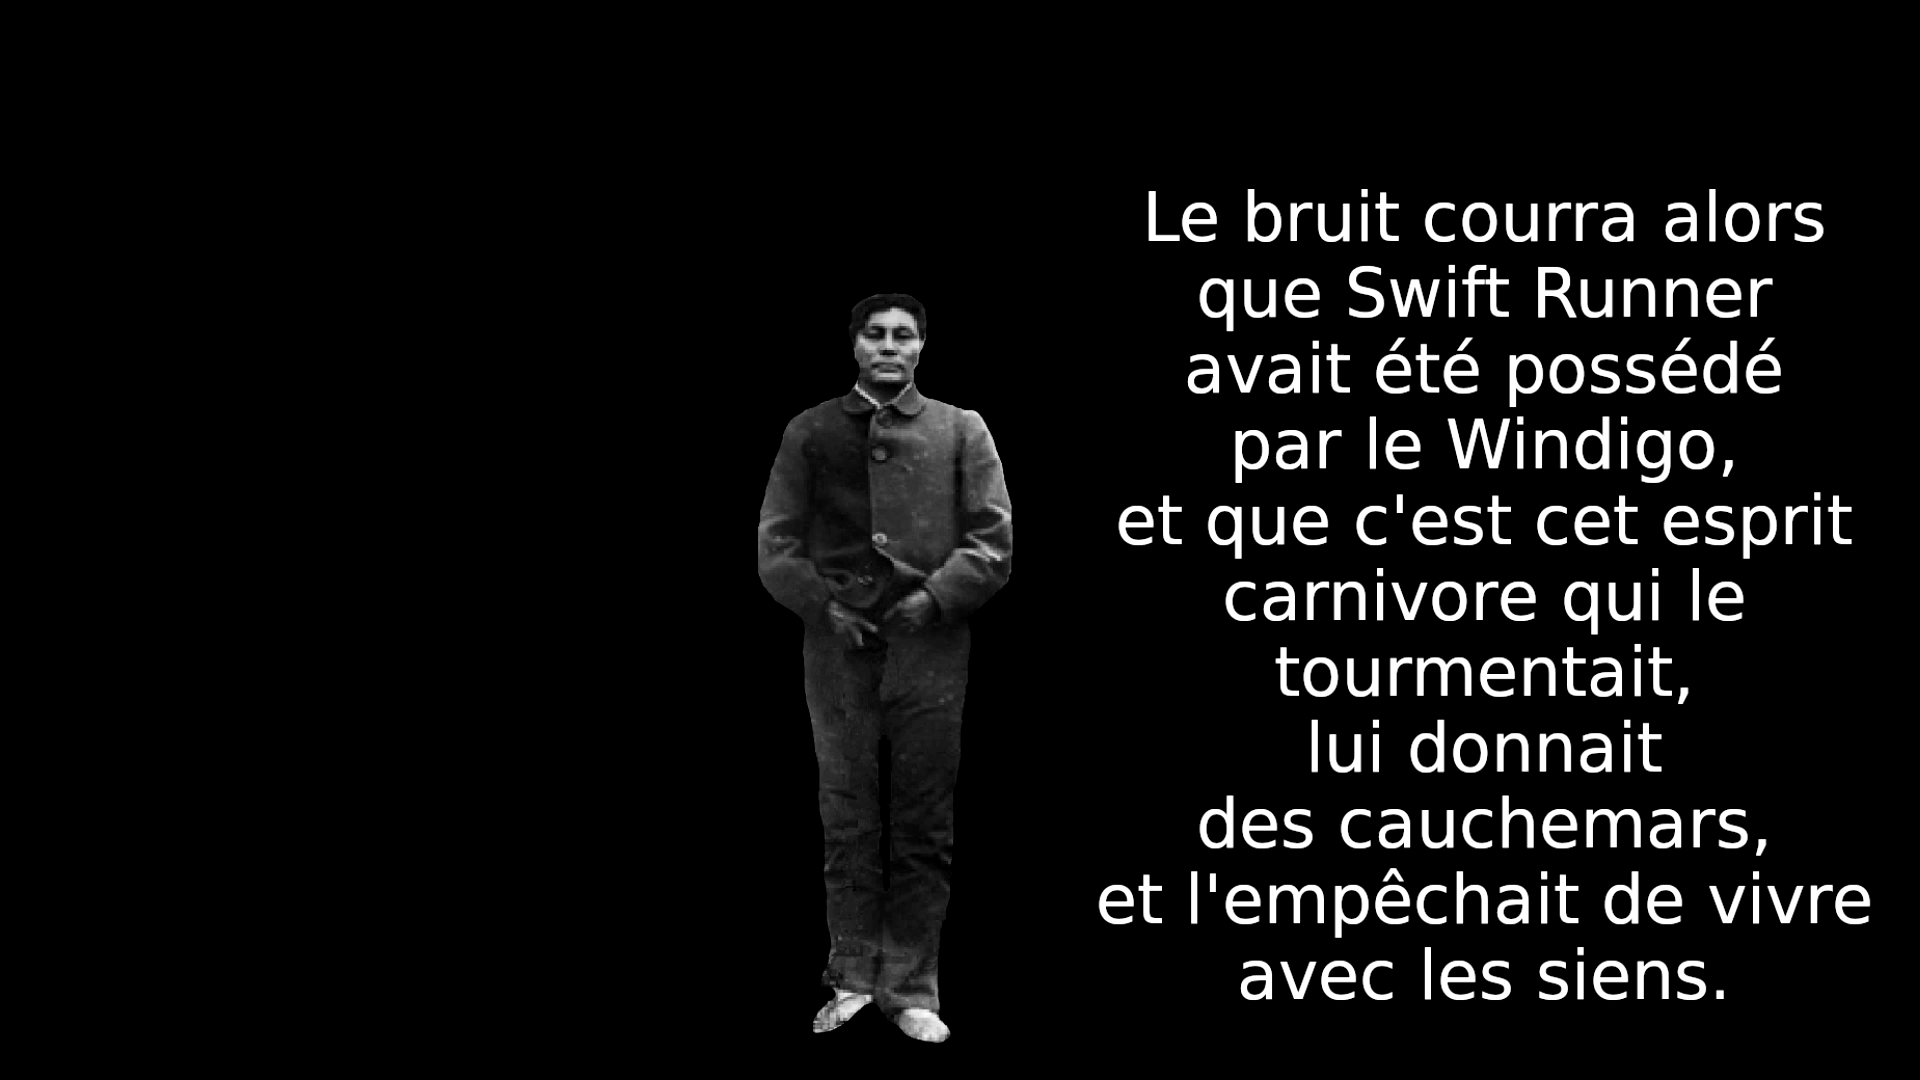 Le bruit courra alors
que Swift Runner
avait été possédé
par le Windigo,
et que c'est cet esprit
carnivore qui le
tourmentait,
lui donnait
des cauchemars,
et l'empêchait de vivre
avec les siens.